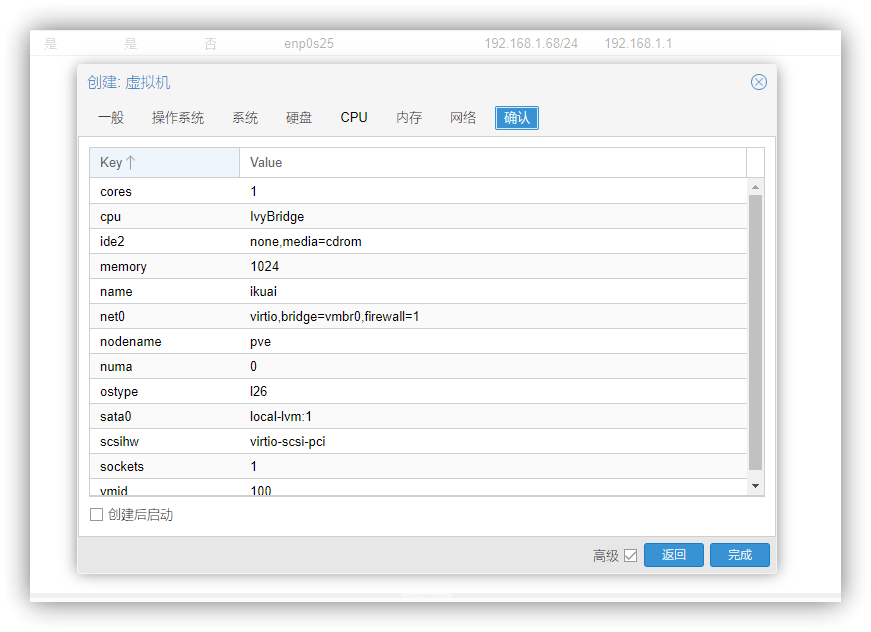 是 是 否 enp0s25 192.168.1.68/24 192.168.1.1
创建: 虚拟机
一般 操作系统 系统 硬盘 CPU 内存 网络 确认
Key Value
cores 1
cpu IvyBridge
ide2 none,media=cdrom
memory 1024
name ikuai
net0 virtio,bridge=vmbr0,firewall=1
nodename pve
numa 0
ostype l26
sata0 local-lvm:1
scsihw virtio-scsi-pci
sockets 1
vmid 100
创建后启动
高级 返回 完成